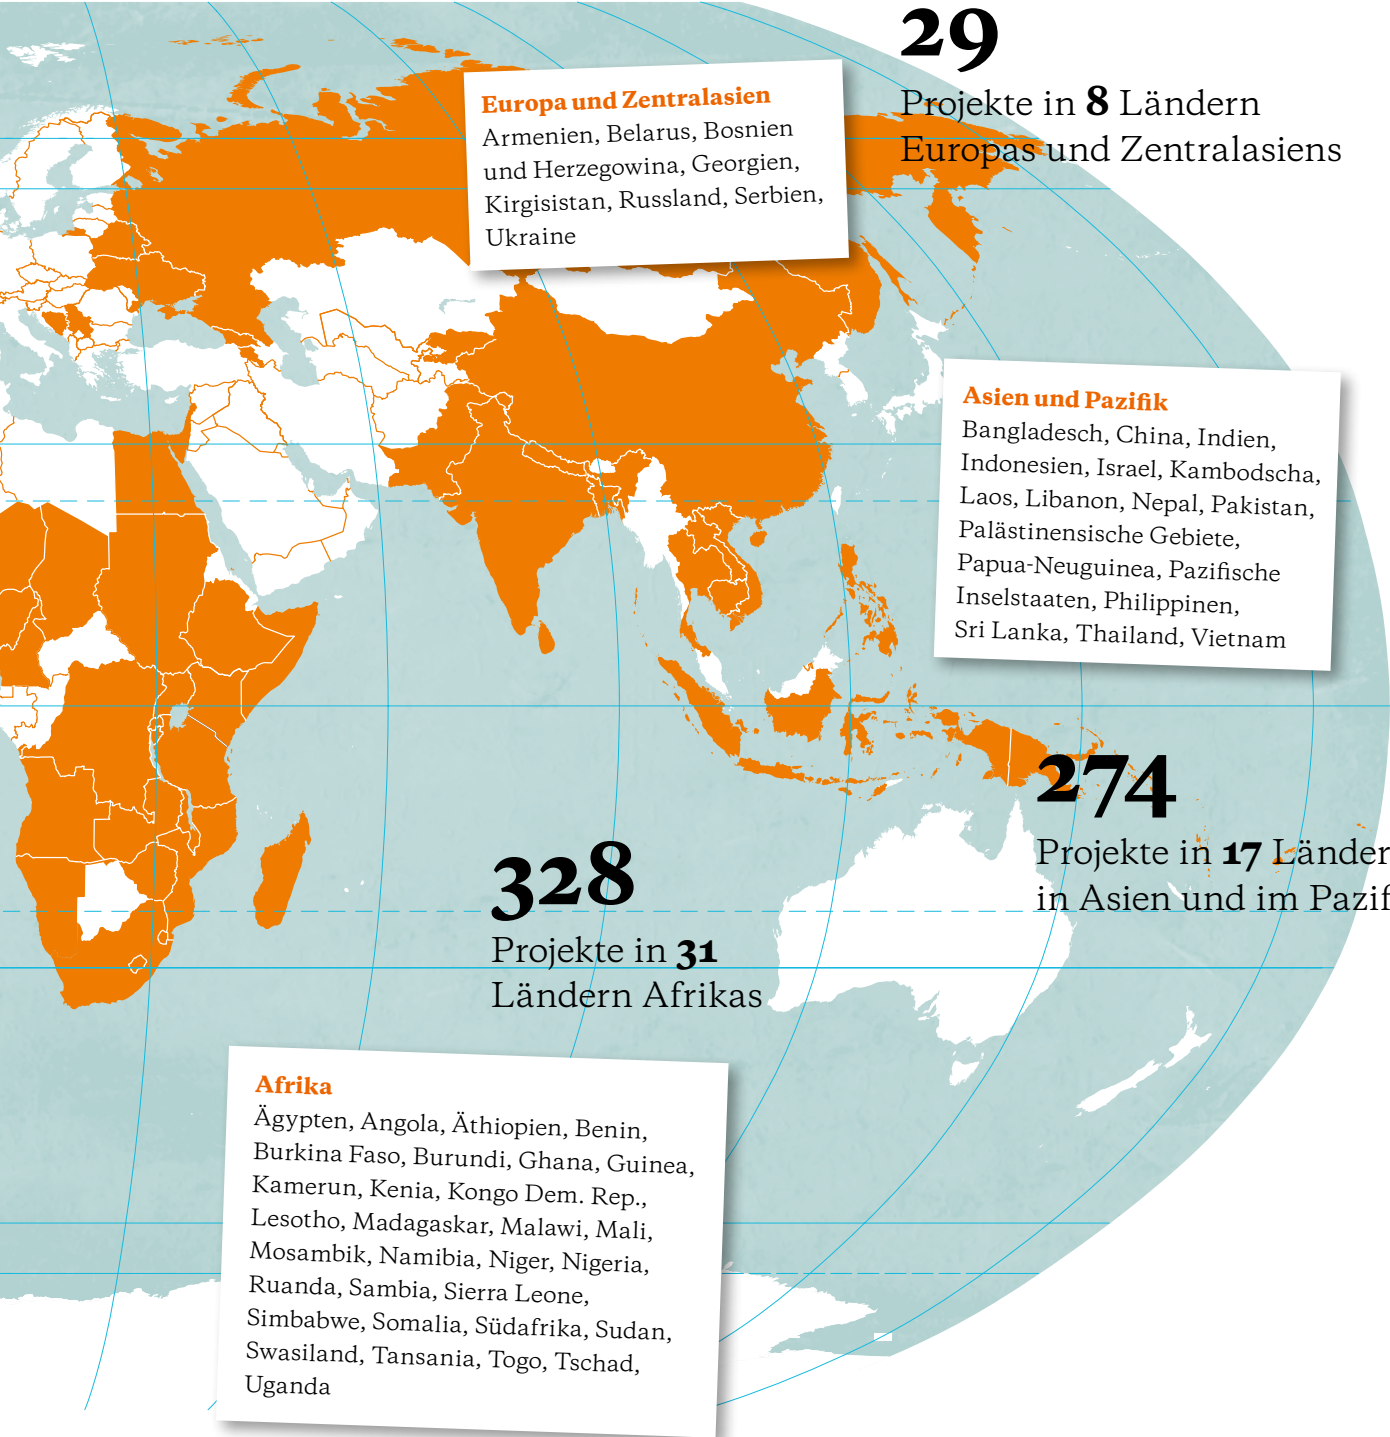 29
Projekte in 8 Ländern
Europas und Zentralasiens
Europa und Zentralasien
Armenien, Belarus, Bosnien
und Herzegowina, Georgien,
Kirgisistan, Russland, Serbien,
Ukraine
Asien und Pazifik
Bangladesch, China, Indien,
Indonesien, Israel, Kambodscha,
Laos, Libanon, Nepal, Pakistan,
Palästinensische Gebiete,
Papua-Neuguinea, Pazifische
Inselstaaten, Philippinen,
Sri Lanka, Thailand, Vietnam
274
Projekte in 17 Länder
in Asien und im Pazif
328
Projekte in 31
Ländern Afrikas
Afrika
Ägypten, Angola, Äthiopien, Benin,
Burkina Faso, Burundi, Ghana, Guinea,
Kamerun, Kenia, Kongo Dem. Rep.,
Lesotho, Madagaskar, Malawi, Mali,
Mosambik, Namibia, Niger, Nigeria,
Ruanda, Sambia, Sierra Leone,
Simbabwe, Somalia, Südafrika, Sudan,
Swasiland, Tansania, Togo, Tschad,
Uganda